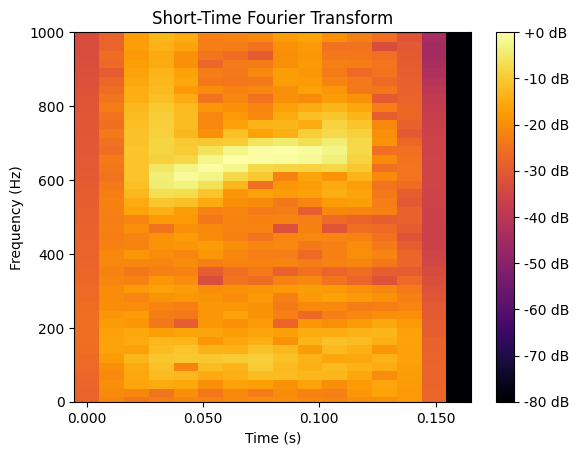 Short-Time Fourier Transform
1000
800
600
400
200
0
Frequency (Hz)
0.000
0.050
0.100
0.150
Time (s)
+0 dB
-10 dB
-20 dB
-30 dB
-40 dB
-50 dB
-60 dB
-70 dB
-80 dB